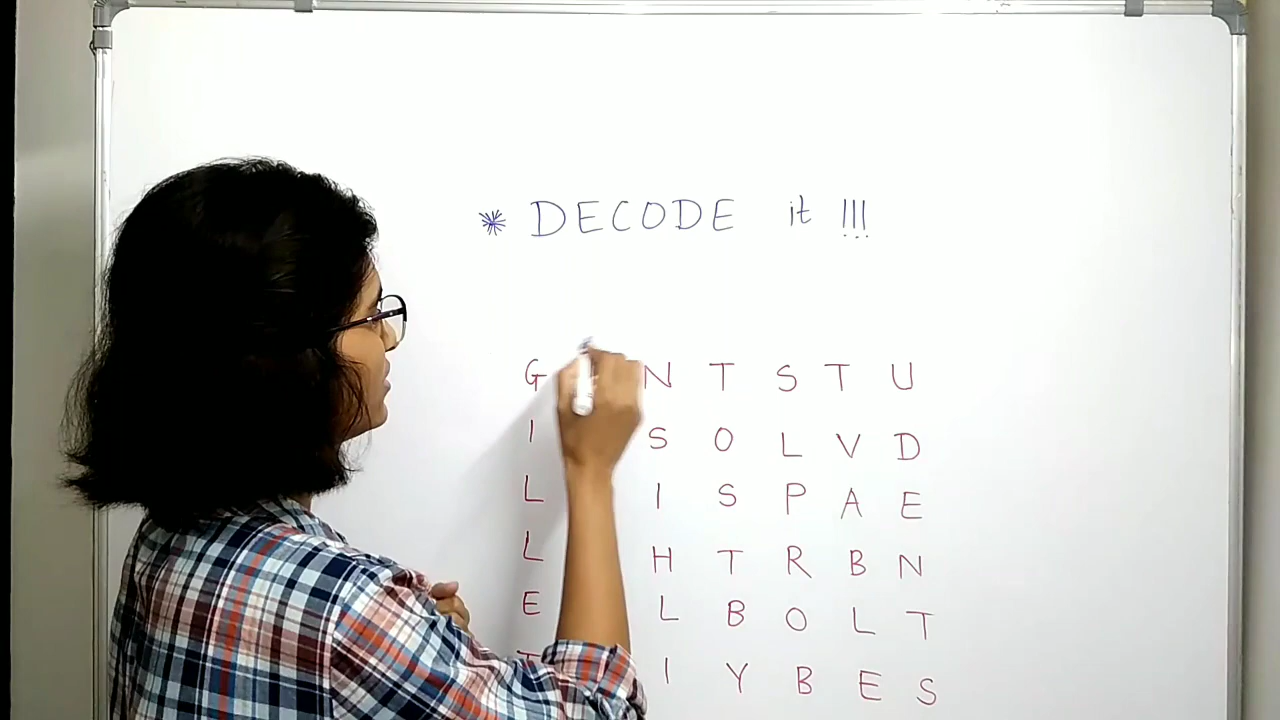 * DECODE it !!!
G N T S T U
I S O L V D
L I S P A E
L H T R B N
E L B O L T
T I Y B E S